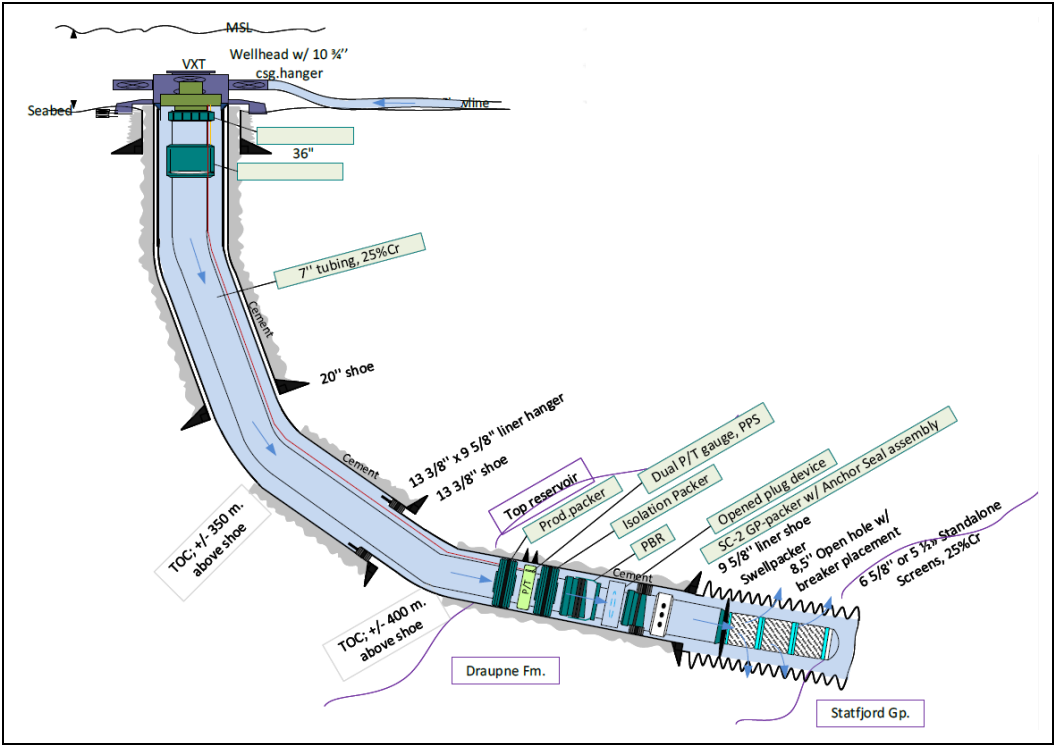 MSL
Wellhead w/ 10 ¾''
csg.hanger
VXT
Seabed
36"
7'' tubing, 25%Cr
Cement
20'' shoe
13 3/8'' x 9 5/8" liner hanger
13 3/8'' shoe
Cement
TOC; +/- 350 m.
above shoe
Top reservoir
Prod.packer
Dual P/T gauge, PPS
Isolation Packer
PBR
Opened plug device
SC-2 GP-packer w/ Anchor Seal assembly
9 5/8'' liner shoe
Swellpacker
8,5'' Open hole w/
breaker placement
6 5/8'' or 5 ½» Standalone
Screens, 25%Cr
P/T
Cement
TOC; +/- 400 m.
above shoe
Draupne Fm.
Statfjord Gp.